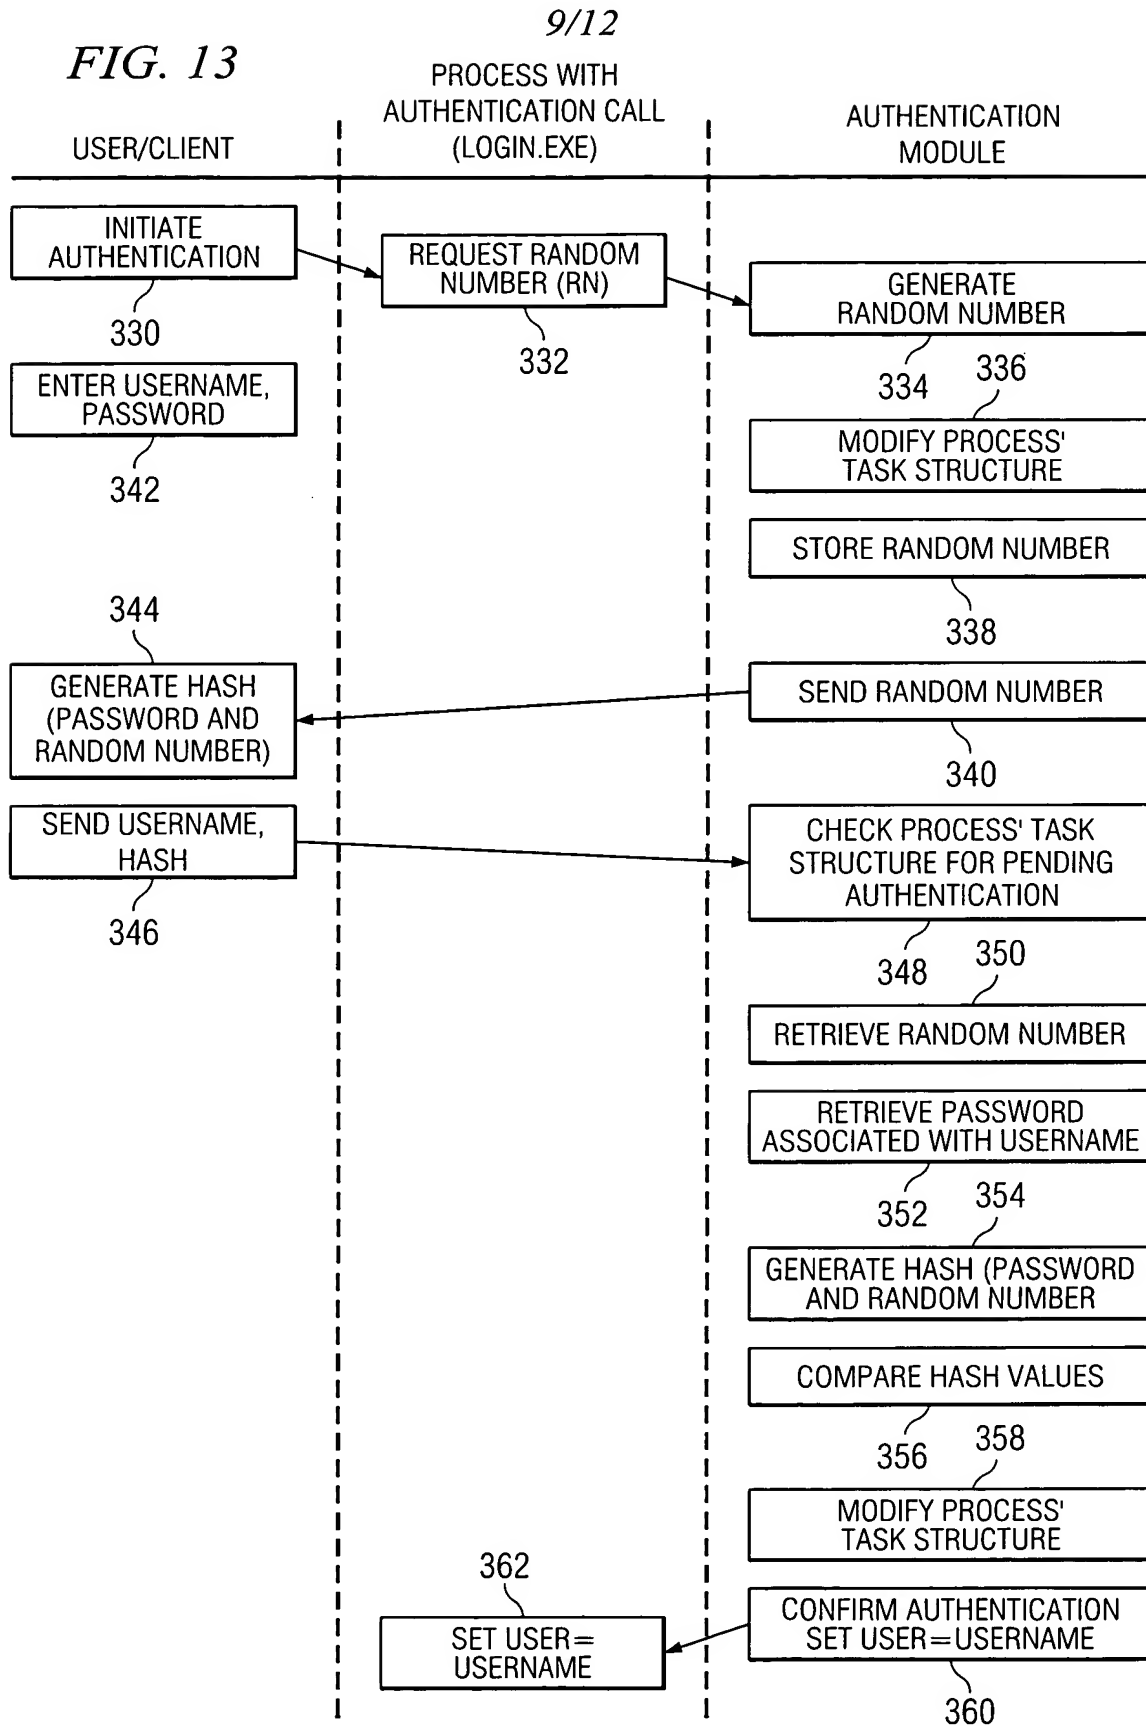 9/12
FIG. 13
USER/CLIENT
PROCESS WITH
AUTHENTICATION CALL
(LOGIN.EXE)
AUTHENTICATION
MODULE
INITIATE
AUTHENTICATION
330
REQUEST RANDOM
NUMBER (RN)
332
GENERATE
RANDOM NUMBER
334
336
ENTER USERNAME,
PASSWORD
342
MODIFY PROCESS'
TASK STRUCTURE
STORE RANDOM NUMBER
338
344
GENERATE HASH
(PASSWORD AND
RANDOM NUMBER)
SEND RANDOM NUMBER
340
SEND USERNAME,
HASH
346
CHECK PROCESS' TASK
STRUCTURE FOR PENDING
AUTHENTICATION
348
350
RETRIEVE RANDOM NUMBER
RETRIEVE PASSWORD
ASSOCIATED WITH USERNAME
352
354
GENERATE HASH (PASSWORD
AND RANDOM NUMBER
COMPARE HASH VALUES
356
358
MODIFY PROCESS'
TASK STRUCTURE
CONFIRM AUTHENTICATION
SET USER=USERNAME
360
362
SET USER=
USERNAME